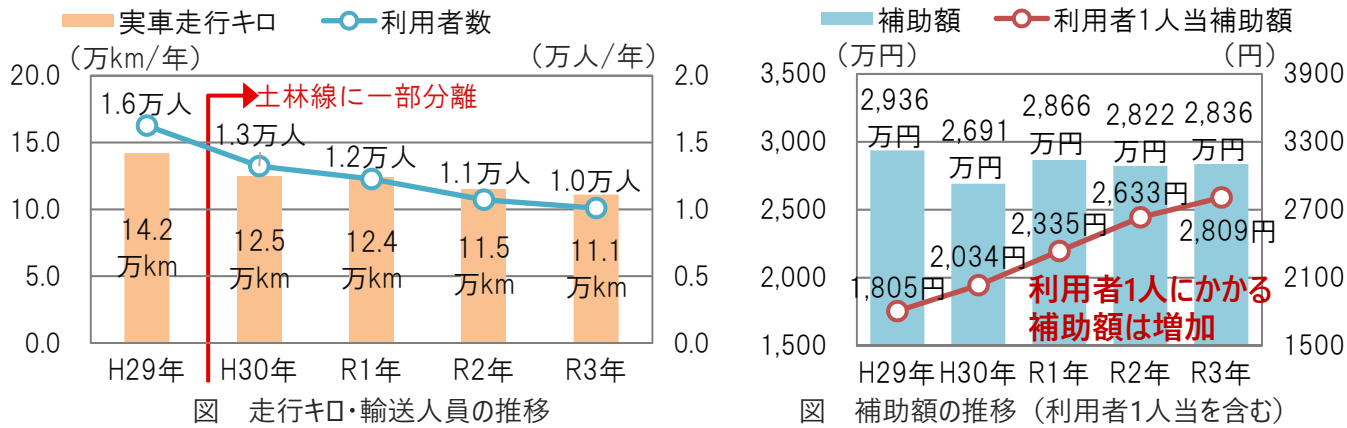 実車走行キロ 利用者数
（万km/年） （万人/年）
20.0
15.0
10.0
5.0
0.0
2.0
1.5
1.0
0.5
0.0
土林線に一部分離
1.6万人
1.3万人
1.2万人
1.1万人
1.0万人
14.2
万km
12.5
万km
12.4
万km
11.5
万km
11.1
万km
H29年 H30年 R1年 R2年 R3年
図 走行キロ・輸送人員の推移
補助額 利用者1人当補助額
（万円） （円）
3,500
3,000
2,500
2,000
1,500
3900
3300
2700
2100
1500
2,936
万円
2,691
万円
2,866
万円
2,822
万円
2,836
万円
1,805円
2,034円
2,335円
2,633円
2,809円
利用者1人にかかる
補助額は増加
H29年 H30年 R1年 R2年 R3年
図 補助額の推移（利用者1人当を含む）